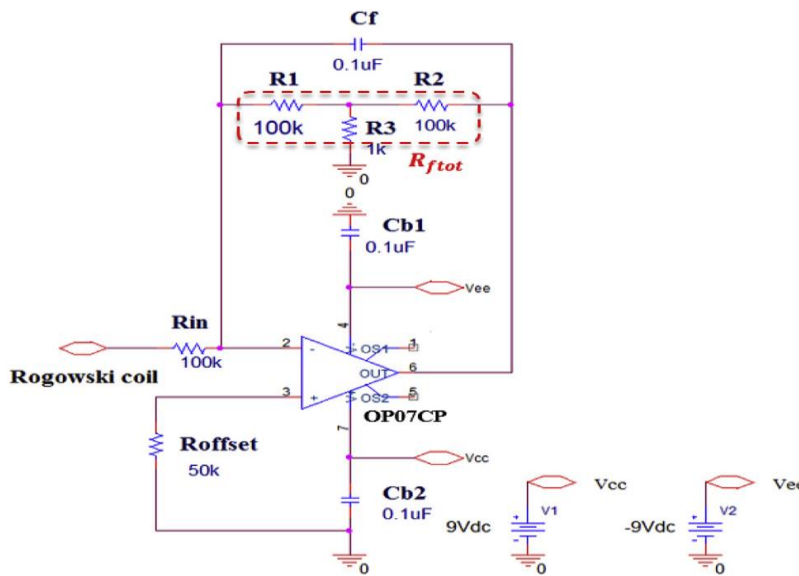 Cf
0.1uF
R1
R2
100k
R3
100k
1k
R_ftot
0
0
Cb1
0.1uF
Vee
4
Rin
2
-
OS1
1
100k
Rogowski coil
OUT
6
3
+
OS2
5
OP07CP
7
Roffset
50k
Vcc
Cb2
0.1uF
0
9Vdc
V1
Vcc
0
-9Vdc
V2
Vee
0